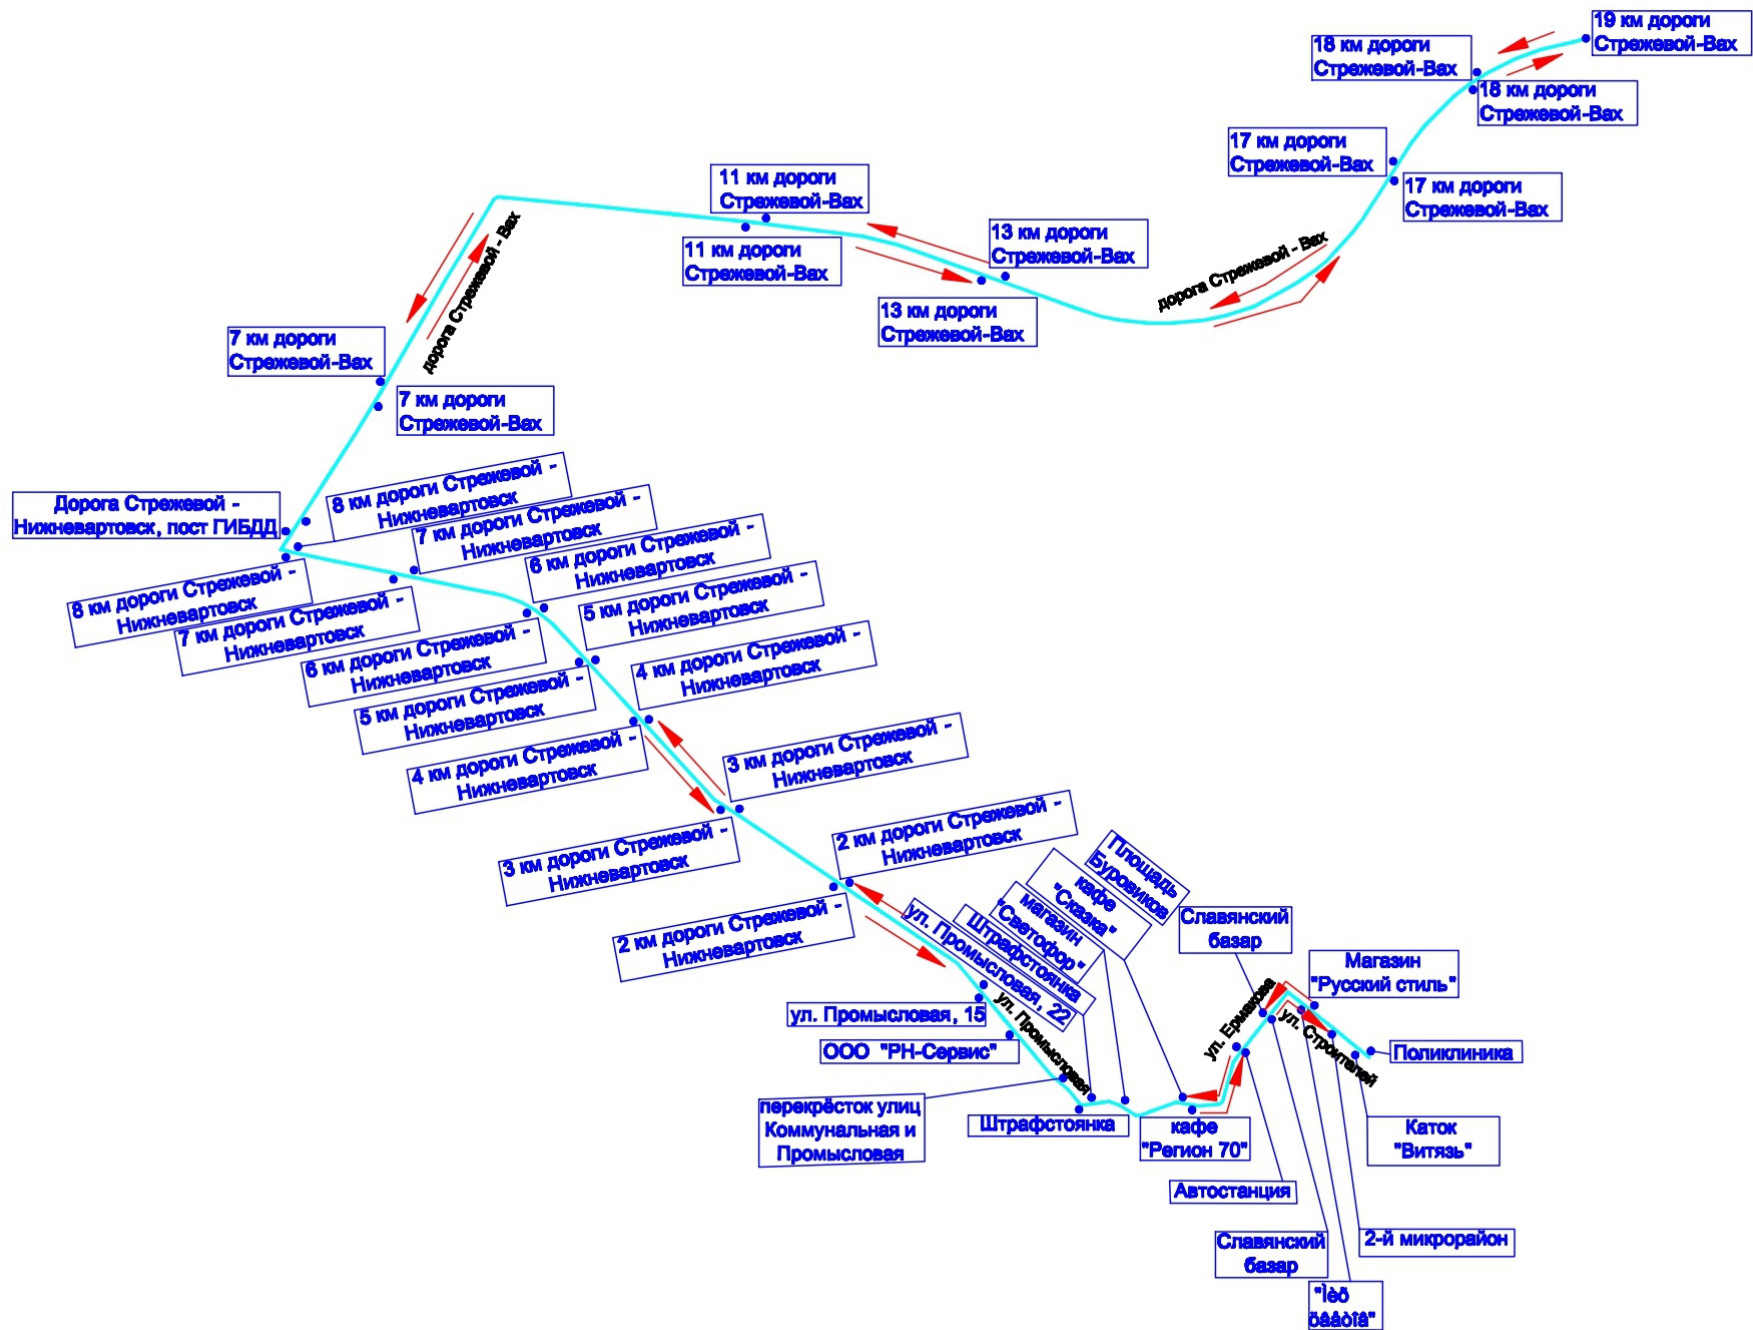 19 км дороги
Стрежевой-Вах
18 км дороги
Стрежевой-Вах
18 км дороги
Стрежевой-Вах
17 км дороги
Стрежевой-Вах
17 км дороги
Стрежевой-Вах
11 км дороги
Стрежевой-Вах
11 км дороги
Стрежевой-Вах
13 км дороги
Стрежевой-Вах
13 км дороги
Стрежевой-Вах
дорога Стрежевой - Вах
дорога Стрежевой - Вах
7 км дороги
Стрежевой-Вах
7 км дороги
Стрежевой-Вах
Дорога Стрежевой -
Нижневартовск, пост ГИБДД
8 км дороги Стрежевой -
Нижневартовск
7 км дороги Стрежевой -
Нижневартовск
6 км дороги Стрежевой -
Нижневартовск
5 км дороги Стрежевой -
Нижневартовск
4 км дороги Стрежевой -
Нижневартовск
3 км дороги Стрежевой -
Нижневартовск
2 км дороги Стрежевой -
Нижневартовск
8 км дороги Стрежевой -
Нижневартовск
7 км дороги Стрежевой -
Нижневартовск
6 км дороги Стрежевой -
Нижневартовск
5 км дороги Стрежевой -
Нижневартовск
4 км дороги Стрежевой -
Нижневартовск
3 км дороги Стрежевой -
Нижневартовск
2 км дороги Стрежевой -
Нижневартовск
ул. Промысловая, 22
Штрафстоянка
магазин
"Светофор"
кафе
"Сказка"
Площадь
Буровиков
Славянский
базар
Магазин
"Русский стиль"
ул. Промысловая, 15
ООО "РН-Сервис"
ул. Промысловая
ул. Ермакова
ул. Строителей
Поликлиника
перекрёсток улиц
Коммунальная и
Промысловая
Штрафстоянка
кафе
"Регион 70"
Каток
"Витязь"
Автостанция
Славянский
базар
2-й микрорайон
"Ìèð
öâåòîâ"